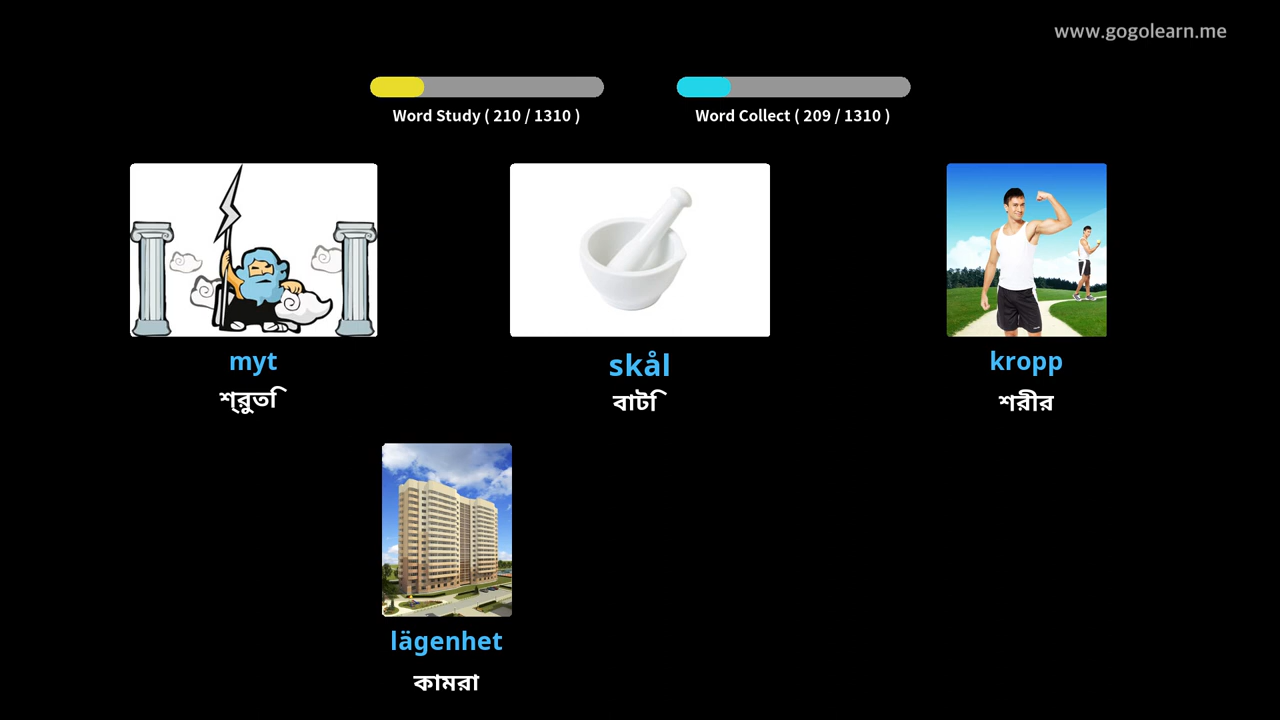 www.gogolearn.me
Word Study ( 210 / 1310 )
Word Collect ( 209 / 1310 )
myt
skål
kropp
শ্রুতি
বাটি
শরীর
lägenhet
কামরা